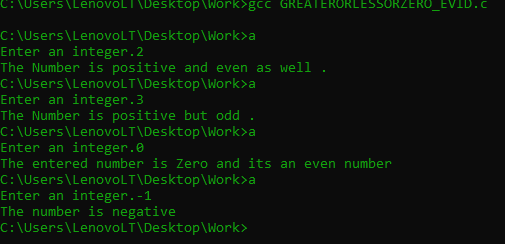 C:\Users\LenovoLT\Desktop\Work>gcc GREATERORLESSORZERO_EVID.c
C:\Users\LenovoLT\Desktop\Work>a
Enter an integer.2
The Number is positive and even as well .
C:\Users\LenovoLT\Desktop\Work>a
Enter an integer.3
The Number is positive but odd .
C:\Users\LenovoLT\Desktop\Work>a
Enter an integer.0
The entered number is Zero and its an even number
C:\Users\LenovoLT\Desktop\Work>a
Enter an integer.-1
The number is negative
C:\Users\LenovoLT\Desktop\Work>